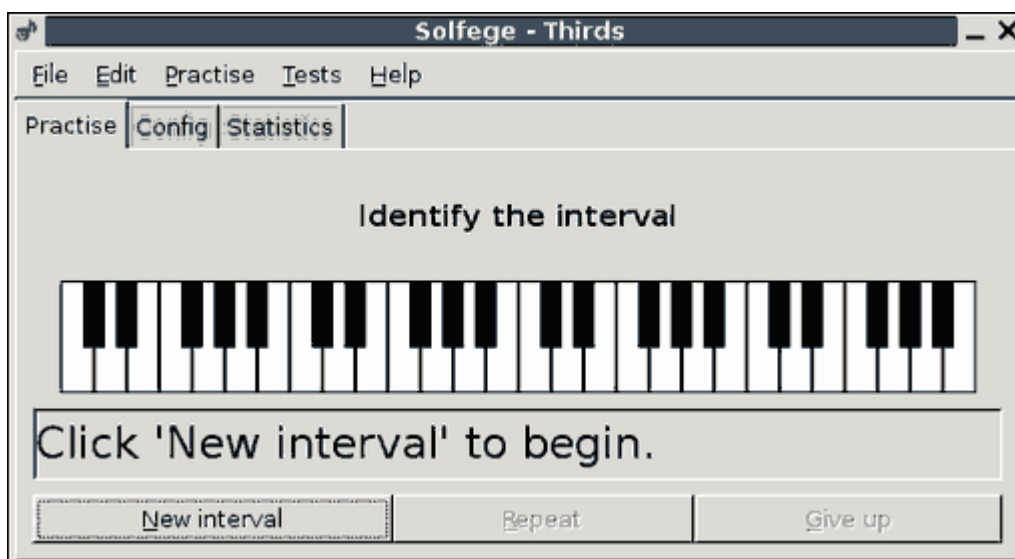 Solfege - Thirds
File Edit Practise Tests Help
Practise Config Statistics
Identify the interval
Click 'New interval' to begin.
New interval Repeat Give up